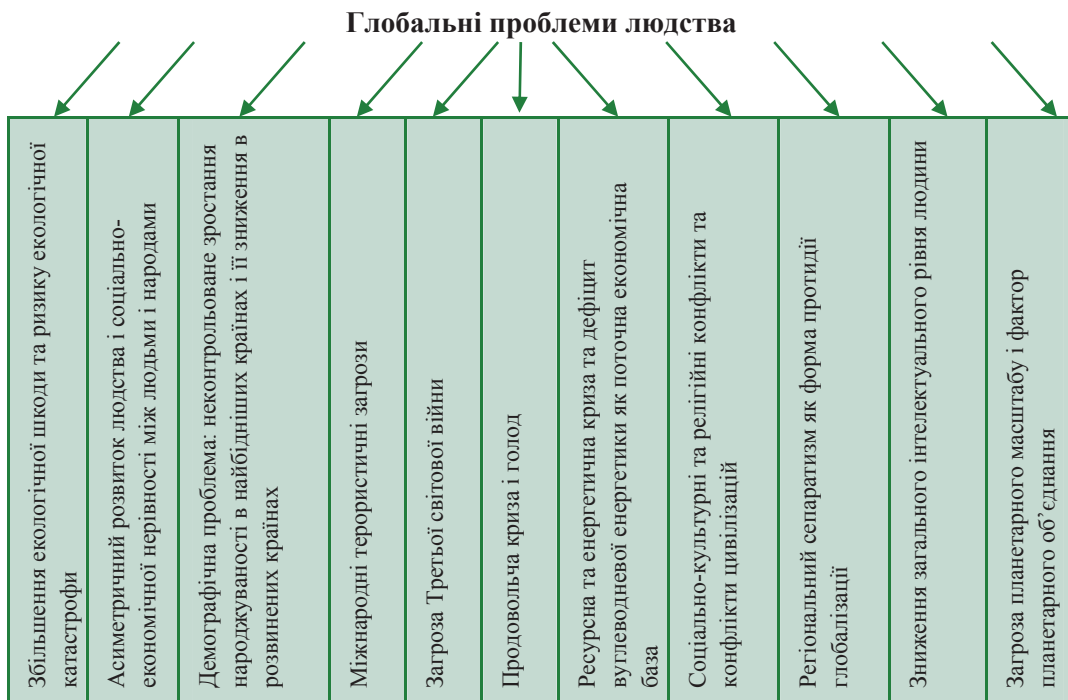 Глобальні проблеми людства
Збільшення екологічної шкоди та ризику екологічної
катастрофи
Асиметричний розвиток людства і соціально-
економічної нерівності між людьми і народами
Демографічна проблема: неконтрольоване зростання
народжуваності в найбідніших країнах і її зниження в
розвинених країнах
Міжнародні терористичні загрози
Загроза Третьої світової війни
Продовольча криза і голод
Ресурсна та енергетична криза та дефіцит
вуглеводневої енергетики як поточна економічна
база
Соціально-культурні та релігійні конфлікти та
конфлікти цивілізацій
Регіональний сепаратизм як форма протидії
глобалізації
Зниження загального інтелектуального рівня людини
Загроза планетарного масштабу і фактор
планетарного об’єднання